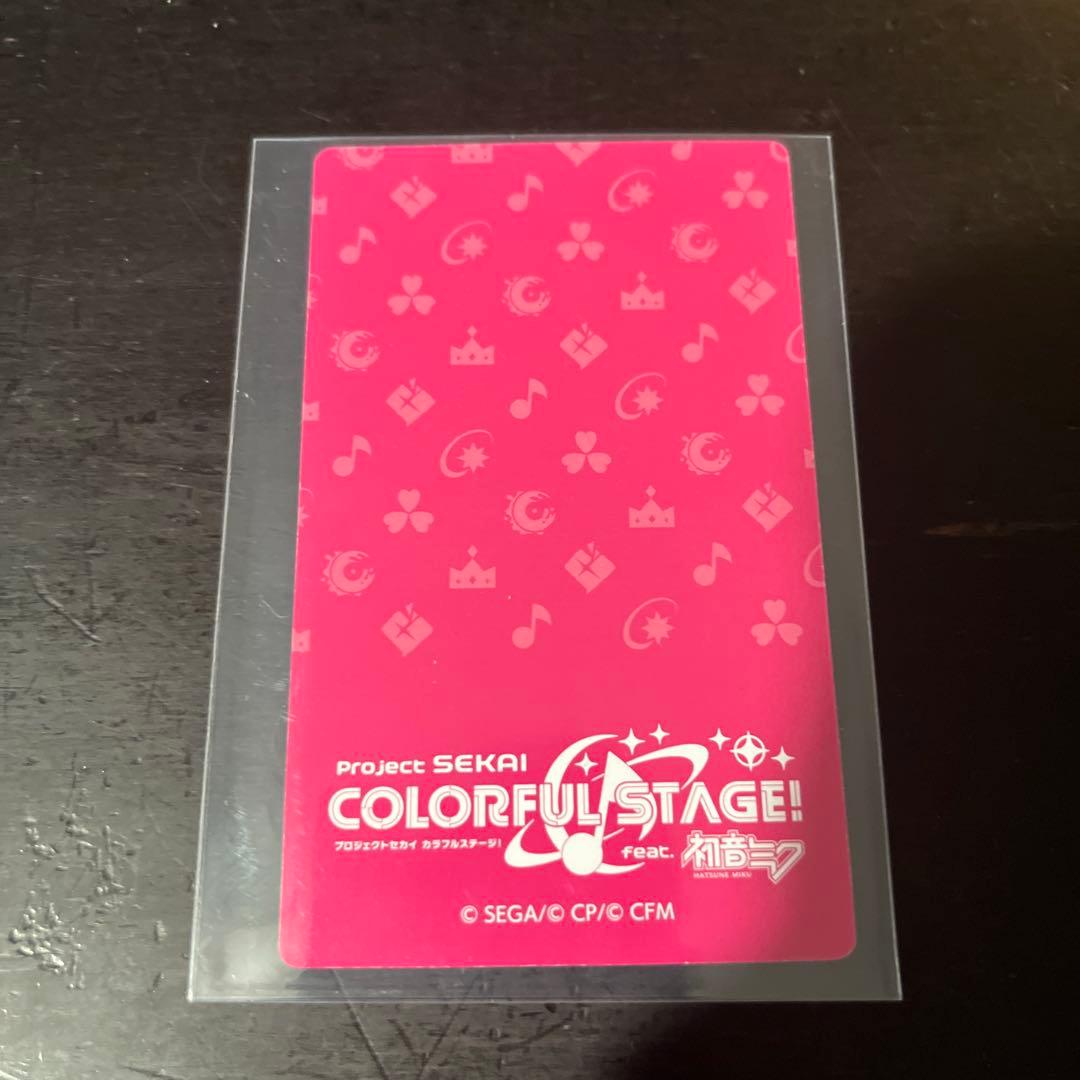 Project SEKAI
COLORFUL STAGE!
プロジェクトセカイ カラフルステージ!
feat. 初音ミク
HATSUNE MIKU
© SEGA/© CP/© CFM